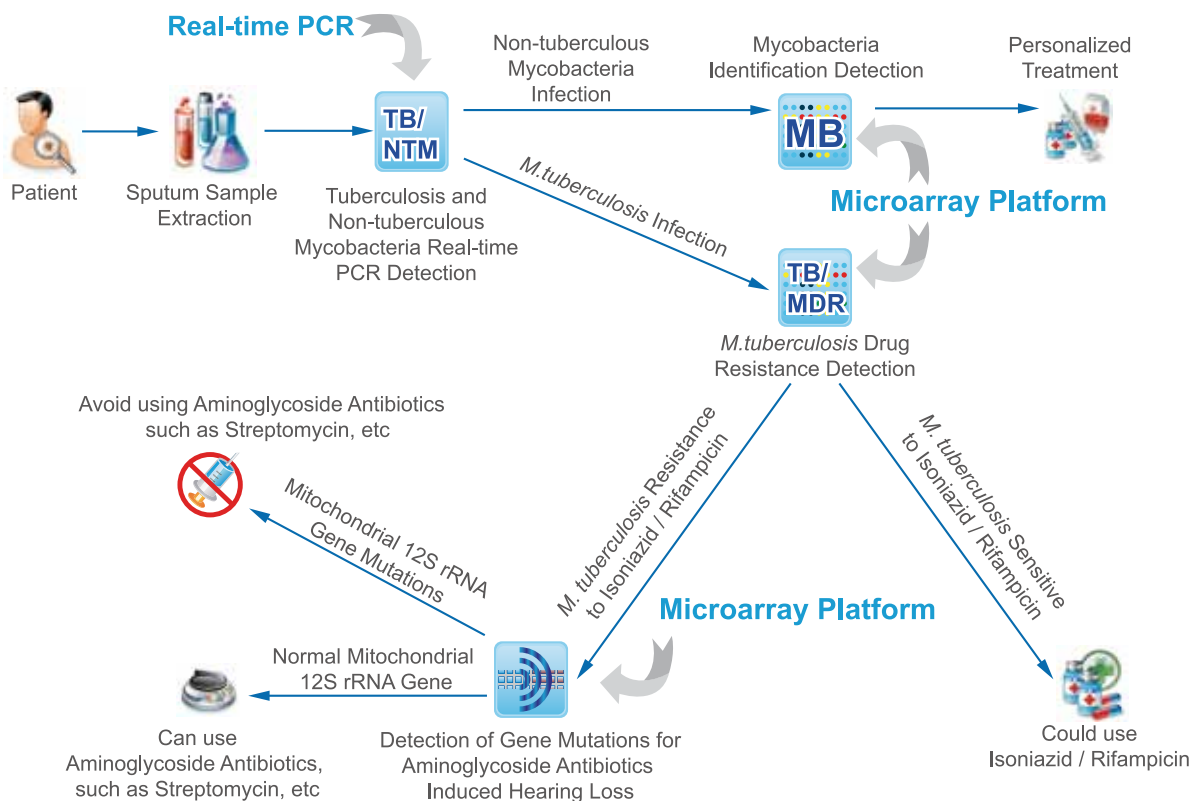 Real-time PCR
Patient
Sputum Sample
Extraction
TB/
NTM
Tuberculosis and
Non-tuberculous
Mycobacteria Real-time
PCR Detection
Non-tuberculous
Mycobacteria
Infection
Mycobacteria
Identification Detection
MB
Personalized
Treatment
Microarray Platform
M.tuberculosis Infection
TB/
MDR
M.tuberculosis Drug
Resistance Detection
M. tuberculosis Resistance
to Isoniazid / Rifampicin
M. tuberculosis Sensitive
to Isoniazid / Rifampicin
Avoid using Aminoglycoside Antibiotics
such as Streptomycin, etc
Mitochondrial 12S rRNA
Gene Mutations
Microarray Platform
Normal Mitochondrial
12S rRNA Gene
Can use
Aminoglycoside Antibiotics,
such as Streptomycin, etc
Detection of Gene Mutations for
Aminoglycoside Antibiotics
Induced Hearing Loss
Could use
Isoniazid / Rifampicin